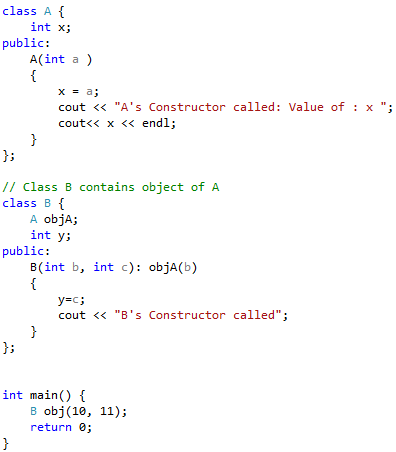 class A {
    int x;
public:
    A(int a )
    {
        x = a;
        cout << "A's Constructor called: Value of : x ";
        cout<< x << endl;
    }
};

// Class B contains object of A
class B {
    A objA;
    int y;
public:
    B(int b, int c): objA(b)
    {
        y=c;
        cout << "B's Constructor called";
    }
};

int main() {
    B obj(10, 11);
    return 0;
}